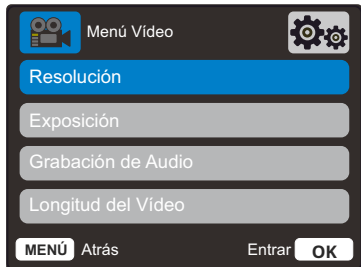 Menú Vídeo
Resolución
Exposición
Grabación de Audio
Longitud del Vídeo
MENÚ Atrás Entrar OK